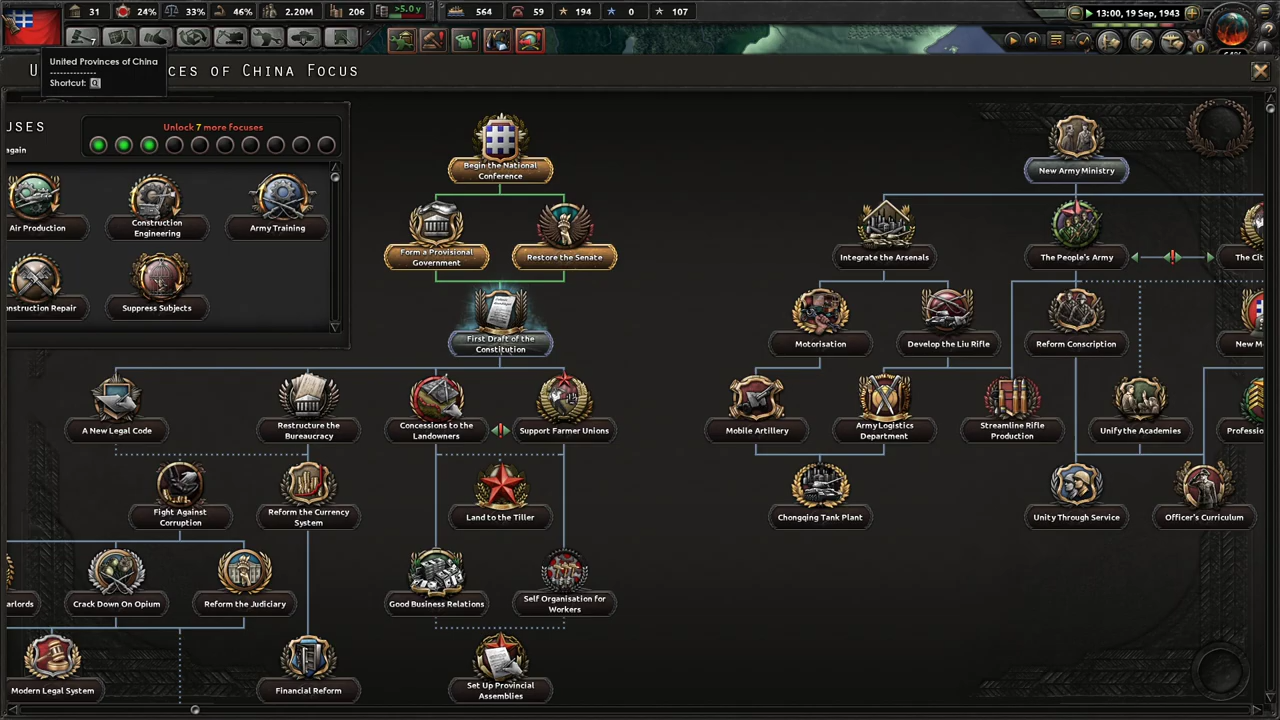 31 24% 33% 46% 2.20M 206 >5.0 y 564 59 194 0 107 13:00, 19 Sep, 1943
7
United Provinces of China
--------------
Shortcut: Q
U ces of China Focus
uses
again
Unlock 7 more focuses
Air Production
Construction
Engineering
Army Training
onstruction Repair
Suppress Subjects
Begin the National
Conference
New Army Ministry
Form a Provisional
Government
Restore the Senate
Integrate the Arsenals
The People's Army
The Cit
First Draft of the
Constitution
Motorisation
Develop the Liu Rifle
Reform Conscription
New M
A New Legal Code
Restructure the
Bureaucracy
Concessions to the
Landowners
Support Farmer Unions
Mobile Artillery
Army Logistics
Department
Streamline Rifle
Production
Unify the Academies
Professio
Fight Against
Corruption
Reform the Currency
System
Land to the Tiller
Chongqing Tank Plant
Unity Through Service
Officer's Curriculum
arlords
Crack Down On Opium
Reform the Judiciary
Good Business Relations
Self Organisation for
Workers
Modern Legal System
Financial Reform
Set Up Provincial
Assemblies